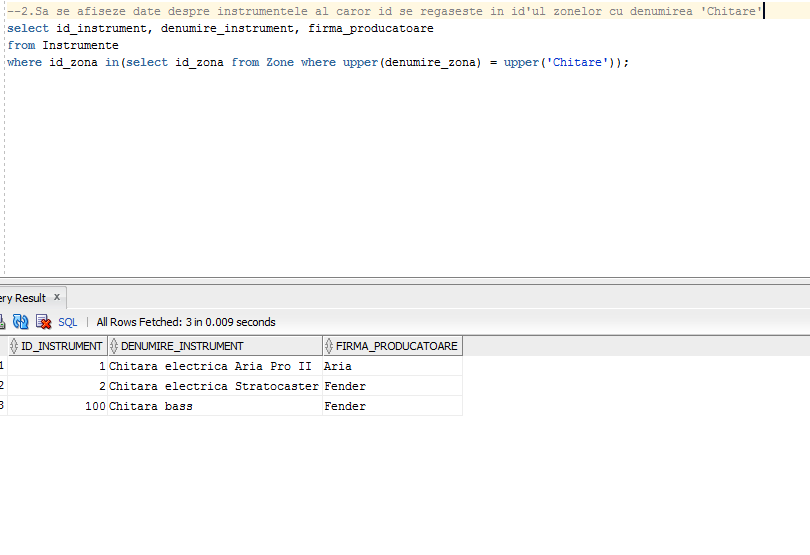 --2.Sa se afiseze date despre instrumentele al caror id se regaseste in id'ul zonelor cu denumirea 'Chitare'
select id_instrument, denumire_instrument, firma_producatoare
from Instrumente
where id_zona in(select id_zona from Zone where upper(denumire_zona) = upper('Chitare'));
ery Result x
SQL | All Rows Fetched: 3 in 0.009 seconds
ID_INSTRUMENT DENUMIRE_INSTRUMENT FIRMA_PRODUCATOARE
1 1 Chitara electrica Aria Pro II Aria
2 2 Chitara electrica Stratocaster Fender
3 100 Chitara bass Fender